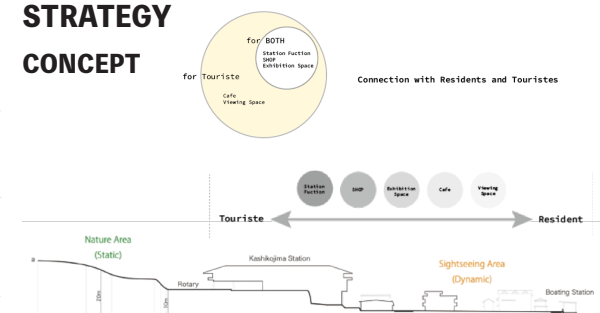 STRATEGY
CONCEPT
for BOTH
Station Fuction
SHOP
Exhibition Space
for Touriste
Cafe
Viewing Space
Connection with Residents and Touristes
Station
Fuction
SHOP
Exhibition
Space
Cafe
Viewing
Space
Touriste
Resident
Nature Area
(Static)
Kashikojima Station
Sightseeing Area
(Dynamic)
Rotary
Boating Station
20m
10m